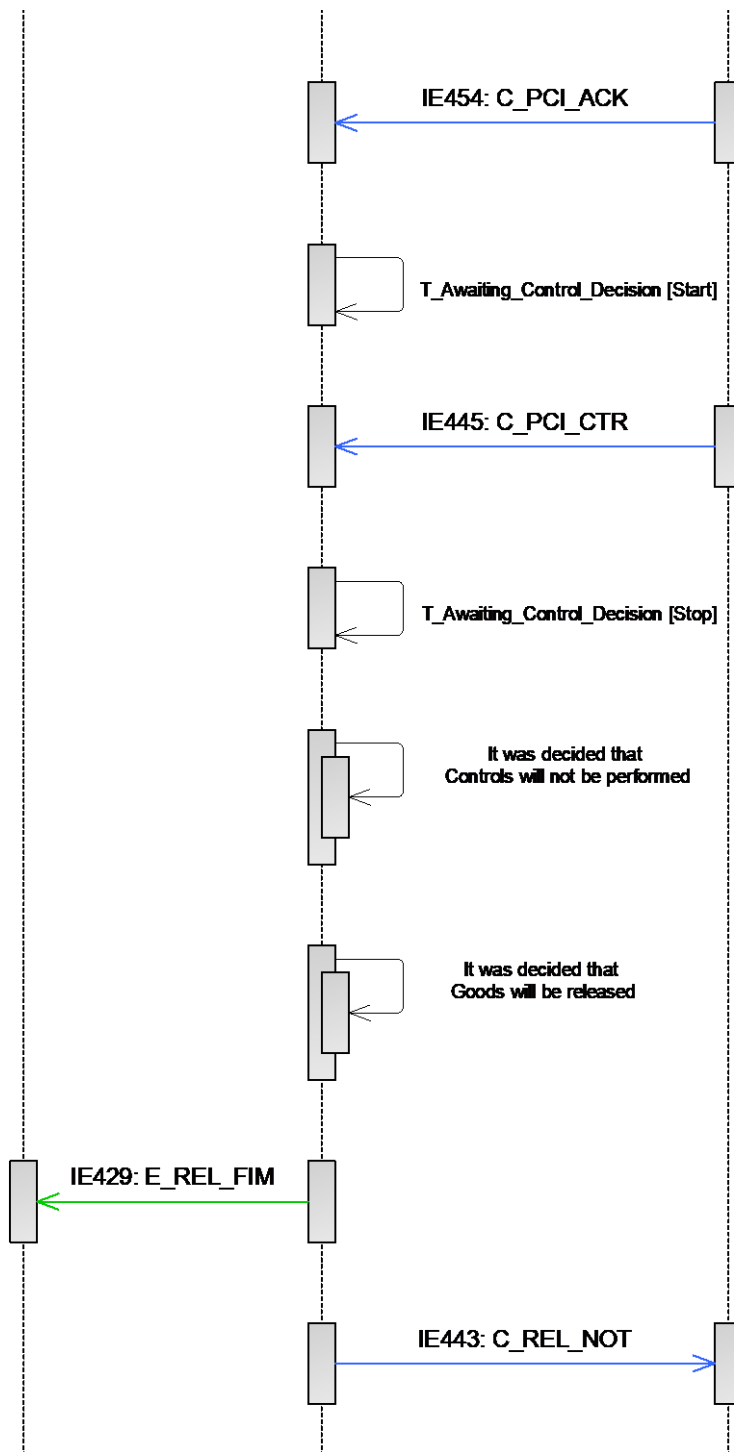 IE454: C_PCI_ACK
T_Awaiting_Control_Decision [Start]
IE445: C_PCI_CTR
T_Awaiting_Control_Decision [Stop]
It was decided that
Controls will not be performed
It was decided that
Goods will be released
IE429: E_REL_FIM
IE443: C_REL_NOT